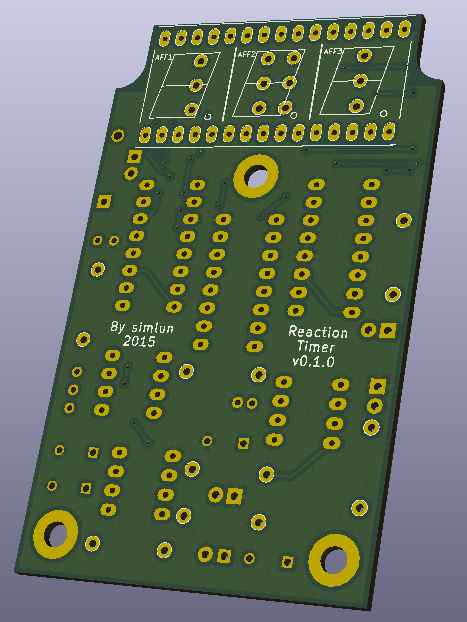 AFF1
AFF2
AFF3
By simlun
2015
Reaction
Timer
v0.1.0